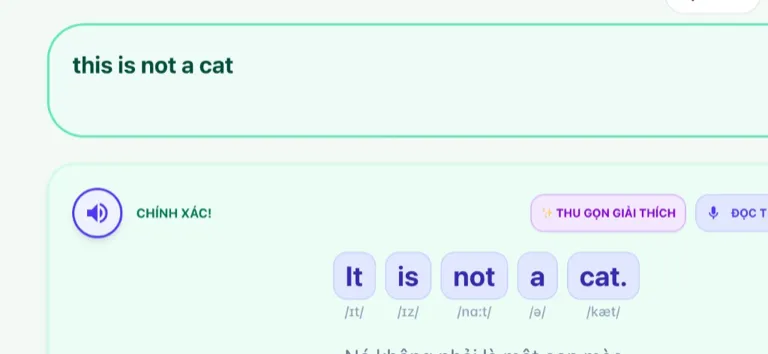 this is not a cat
CHÍNH XÁC!
✨ THU GỌN GIẢI THÍCH
ĐỌC T
It is not a cat.
/ɪt/ /ɪz/ /nɑːt/ /ə/ /kæt/